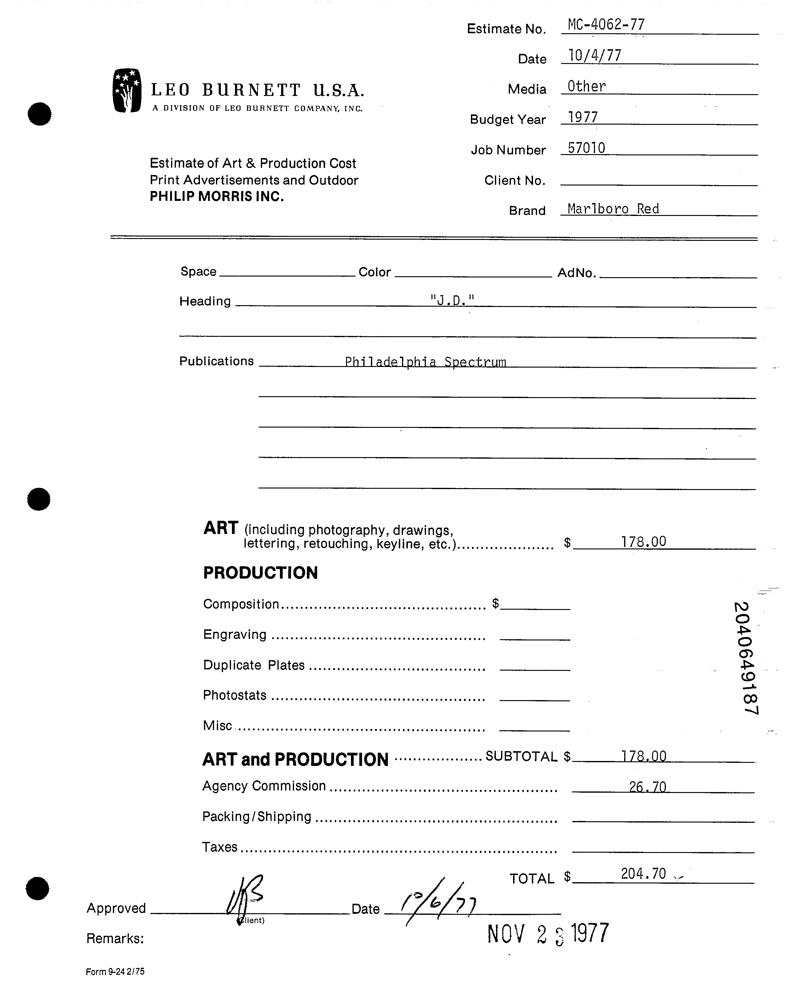 Estimate No. MC-4062-77
Date 10/4/77
LEO BURNETT U.S.A.
A DIVISION OF LEO BURNETT COMPANY, INC.
Media Other
Budget Year 1977
Job Number 57010
Estimate of Art & Production Cost
Print Advertisements and Outdoor
PHILIP MORRIS INC.
Client No.
Brand Marlboro Red
Space Color AdNo.
Heading "J.D."
Publications Philadelphia Spectrum
ART (including photography, drawings,
lettering, retouching, keyline, etc.)..................... $ 178.00
PRODUCTION
Composition............................................. $
Engraving ..............................................
Duplicate Plates ......................................
Photostats ..............................................
Misc ......................................................
ART and PRODUCTION ................... SUBTOTAL $ 178.00
Agency Commission .................................................. 26.70
Packing/Shipping .....................................................
Taxes .....................................................................
TOTAL $ 204.70
Approved Date 10/6/77
(Client)
Remarks: NOV 23 1977
Form 9-24 2/75
2040649187